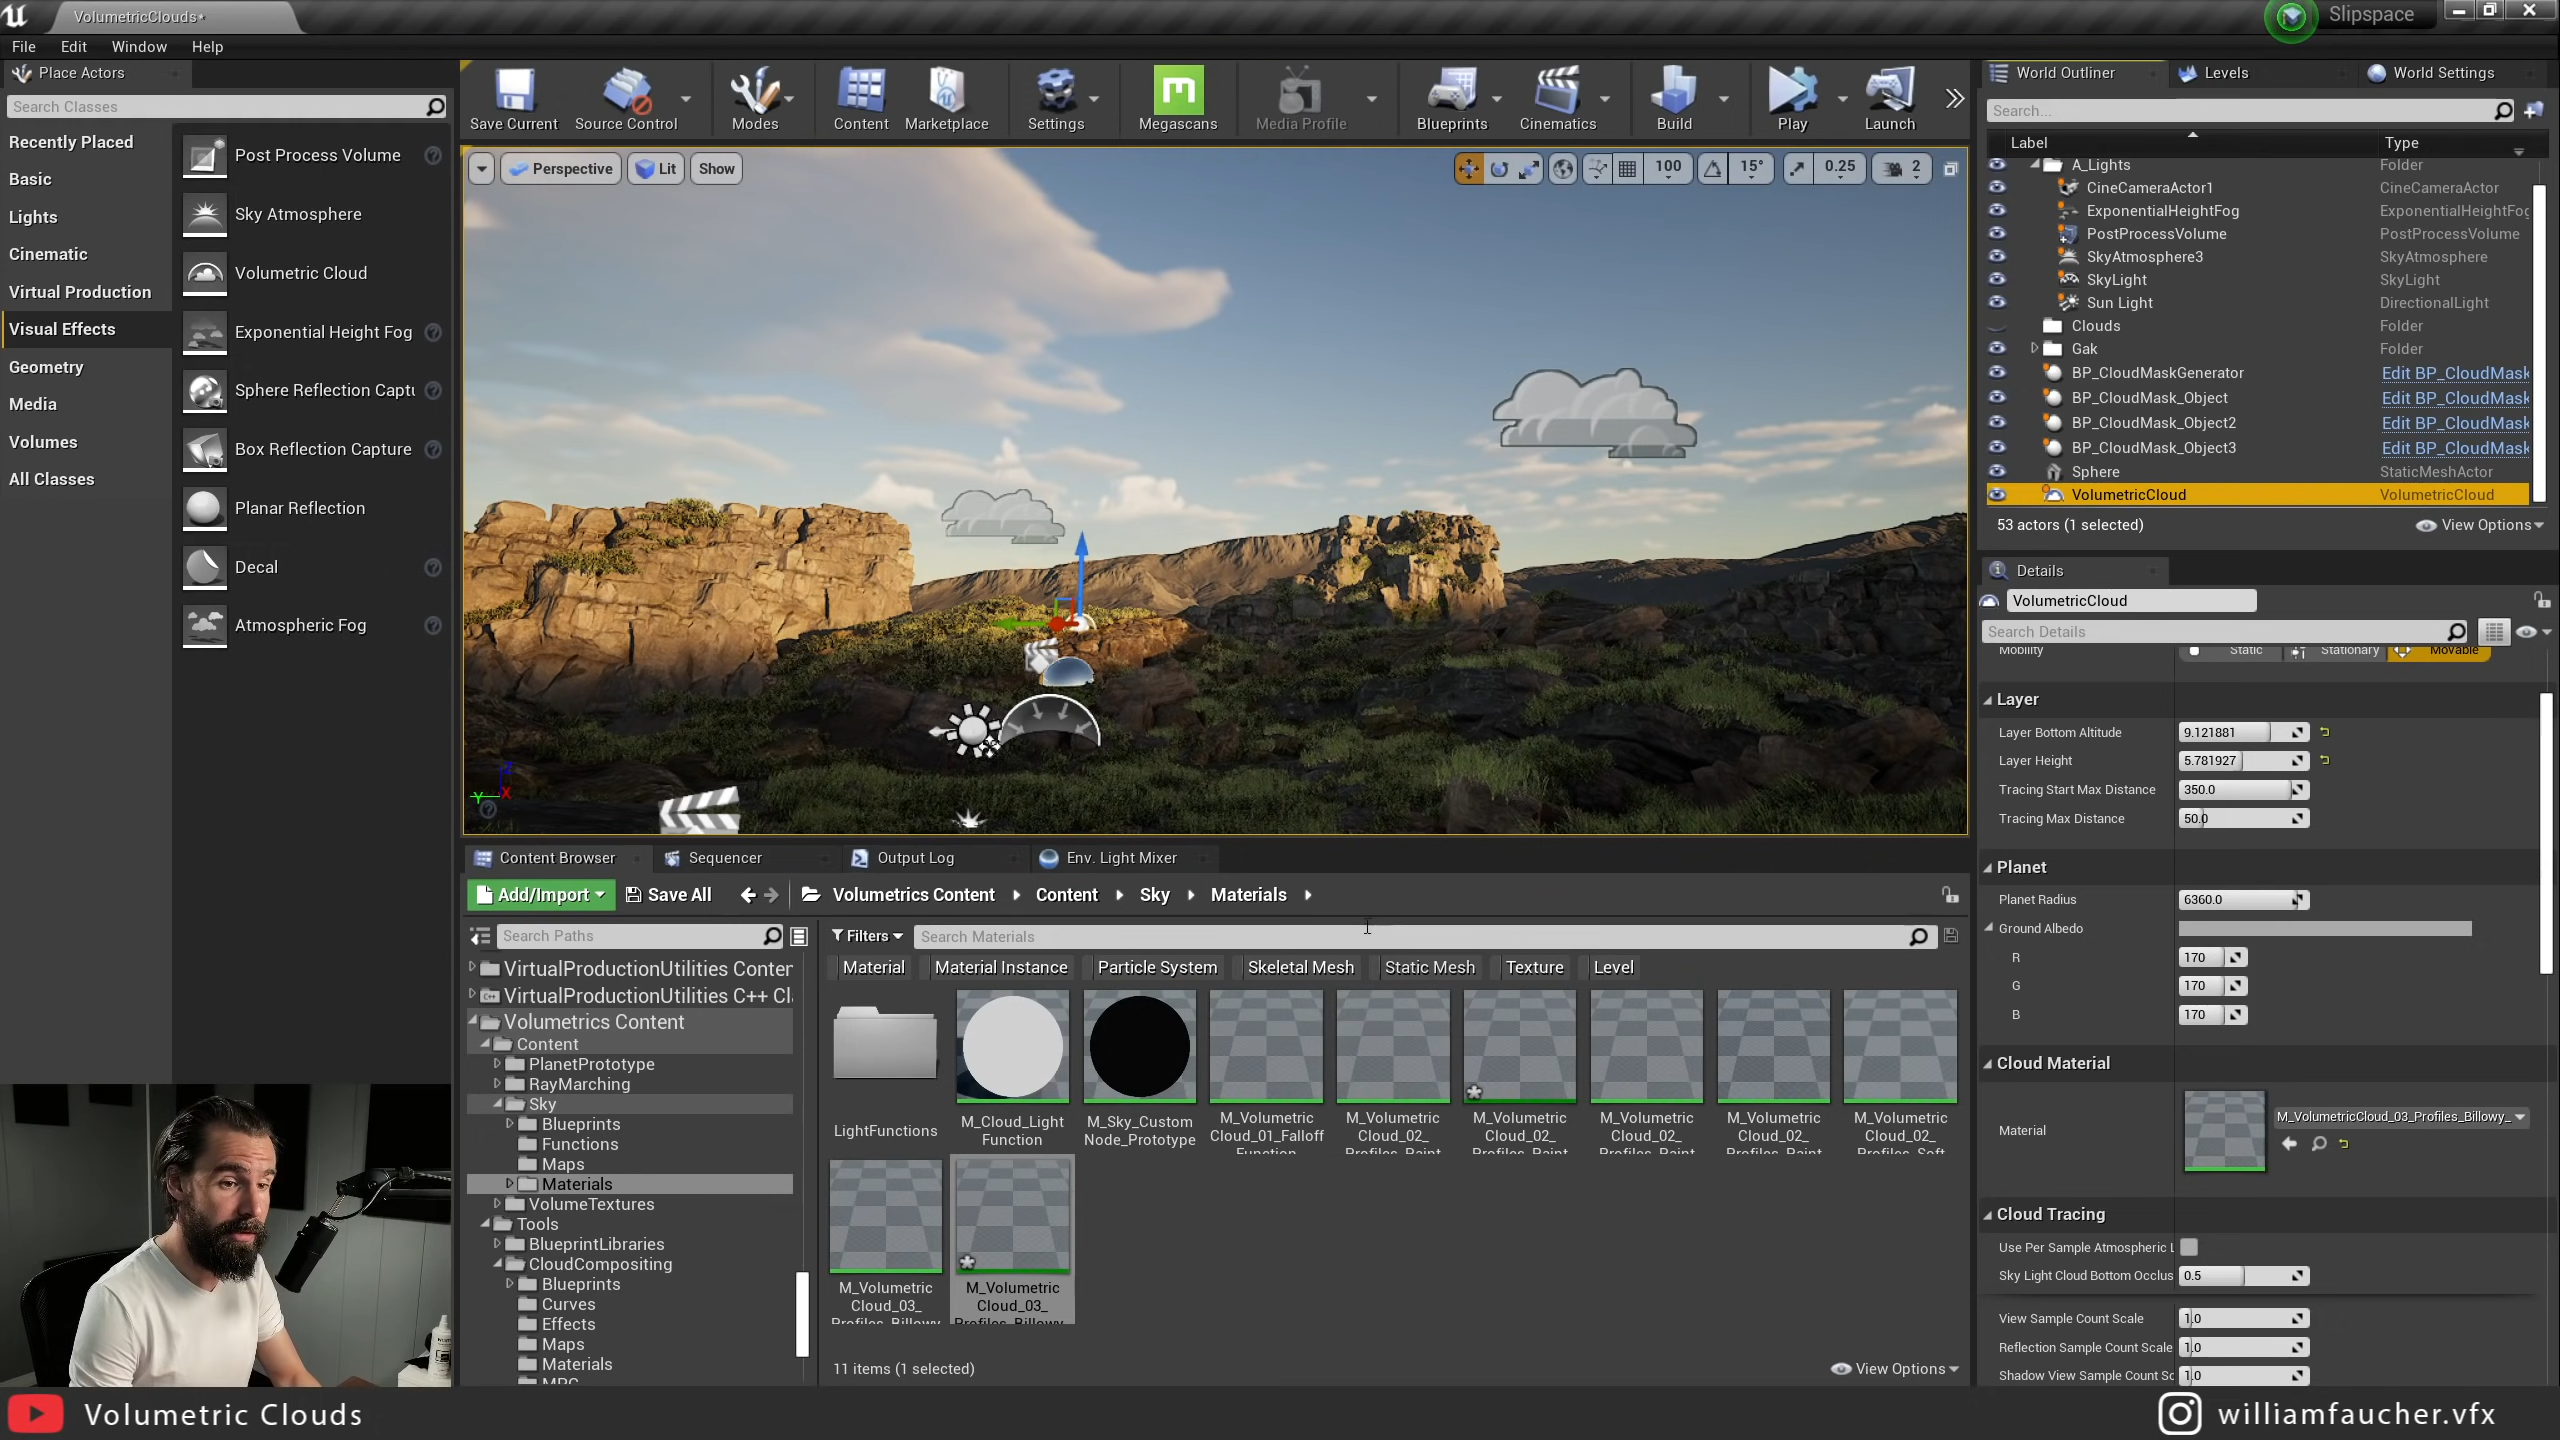 VolumetricClouds*
Slipspace
File Edit Window Help
Place Actors
Search Classes
Recently Placed
Basic
Lights
Cinematic
Virtual Production
Visual Effects
Geometry
Media
Volumes
All Classes
Post Process Volume
Sky Atmosphere
Volumetric Cloud
Exponential Height Fog
Sphere Reflection Captu
Box Reflection Capture
Planar Reflection
Decal
Atmospheric Fog
Save Current Source Control Modes Content Marketplace Settings Megascans Media Profile Blueprints Cinematics Build Play Launch
Perspective Lit Show
100 15° 0.25 2
World Outliner Levels World Settings
Search...
Label Type
A_Lights Folder
CineCameraActor1 CineCameraActor
ExponentialHeightFog ExponentialHeightFog
PostProcessVolume PostProcessVolume
SkyAtmosphere3 SkyAtmosphere
SkyLight SkyLight
Sun Light DirectionalLight
Clouds Folder
Gak Folder
BP_CloudMaskGenerator Edit BP_CloudMask
BP_CloudMask_Object Edit BP_CloudMask
BP_CloudMask_Object2 Edit BP_CloudMask
BP_CloudMask_Object3 Edit BP_CloudMask
Sphere StaticMeshActor
VolumetricCloud VolumetricCloud
53 actors (1 selected) View Options
Details
VolumetricCloud
Search Details
Mobility Static Stationary Movable
Layer
Layer Bottom Altitude 9.121881
Layer Height 5.781927
Tracing Start Max Distance 350.0
Tracing Max Distance 50.0
Planet
Planet Radius 6360.0
Ground Albedo
R 170
G 170
B 170
Cloud Material
Material M_VolumetricCloud_03_Profiles_Billowy_
Cloud Tracing
Use Per Sample Atmospheric L
Sky Light Cloud Bottom Occlus 0.5
View Sample Count Scale 1.0
Reflection Sample Count Scale 1.0
Shadow View Sample Count Sc 1.0
X Y Z
Content Browser Sequencer Output Log Env. Light Mixer
Add/Import Save All Volumetrics Content Content Sky Materials
Search Paths
Filters Search Materials
Material Material Instance Particle System Skeletal Mesh Static Mesh Texture Level
VirtualProductionUtilities Conten
VirtualProductionUtilities C++ Cl
Volumetrics Content
Content
PlanetPrototype
RayMarching
Sky
Blueprints
Functions
Maps
Materials
VolumeTextures
Tools
BlueprintLibraries
CloudCompositing
Blueprints
Curves
Effects
Maps
Materials
LightFunctions
M_Cloud_Light
Function
M_Sky_Custom
Node_Prototype
M_Volumetric
Cloud_01_Falloff
Function
M_Volumetric
Cloud_02_
Profiles_Paint
M_Volumetric
Cloud_02_
Profiles_Paint
M_Volumetric
Cloud_02_
Profiles_Paint
M_Volumetric
Cloud_02_
Profiles_Paint
M_Volumetric
Cloud_02_
Profiles_Soft
M_Volumetric
Cloud_03_
Profiles_Billowy
M_Volumetric
Cloud_03_
Profiles_Billowy
11 items (1 selected) View Options
Volumetric Clouds
williamfaucher.vfx